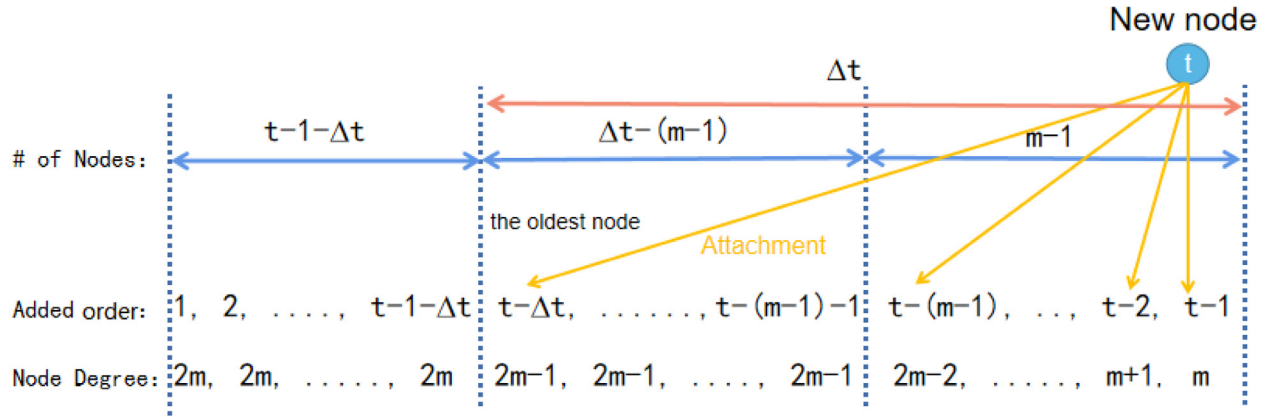 New node
t
Δt
# of Nodes: t-1-Δt Δt-(m-1) m-1
the oldest node
Attachment
Added order: 1, 2, ...., t-1-Δt t-Δt, ......, t-(m-1)-1 t-(m-1), .., t-2, t-1
Node Degree: 2m, 2m, ....., 2m 2m-1, 2m-1, ....., 2m-1 2m-2, ....., m+1, m